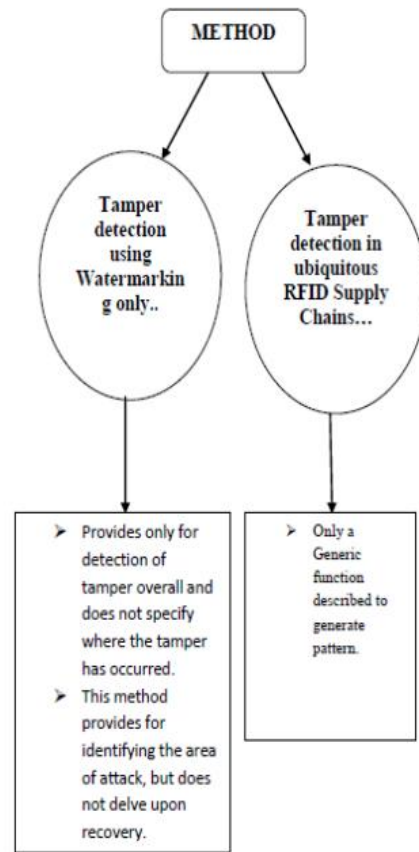 METHOD
Tamper
detection
using
Watermarkin
g only..
Tamper
detection in
ubiquitous
RFID Supply
Chains…
➢ Provides only for
detection of
tamper overall and
does not specify
where the tamper
has occurred.
➢ This method
provides for
identifying the area
of attack, but does
not delve upon
recovery.
➢ Only a
Generic
function
described to
generate
pattern.